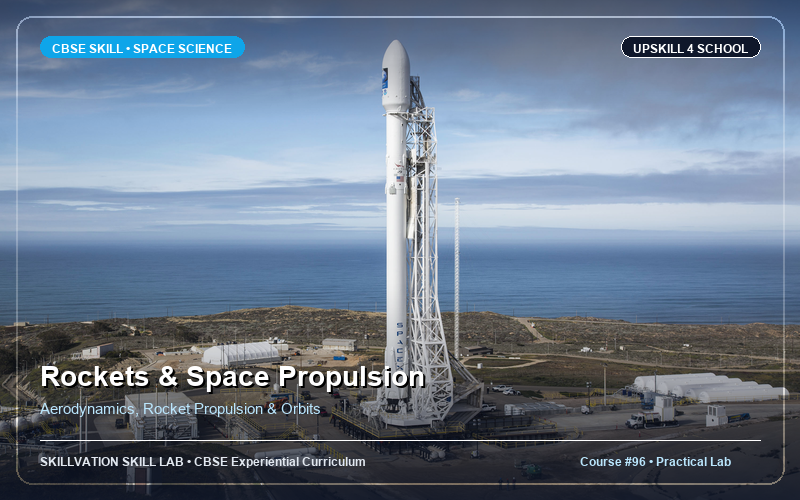 CBSE SKILL • SPACE SCIENCE
UPSKILL 4 SCHOOL
SPACE
Rockets & Space Propulsion
Aerodynamics, Rocket Propulsion & Orbits
SKILLVATION SKILL LAB • CBSE Experiential Curriculum
Course #96 • Practical Lab